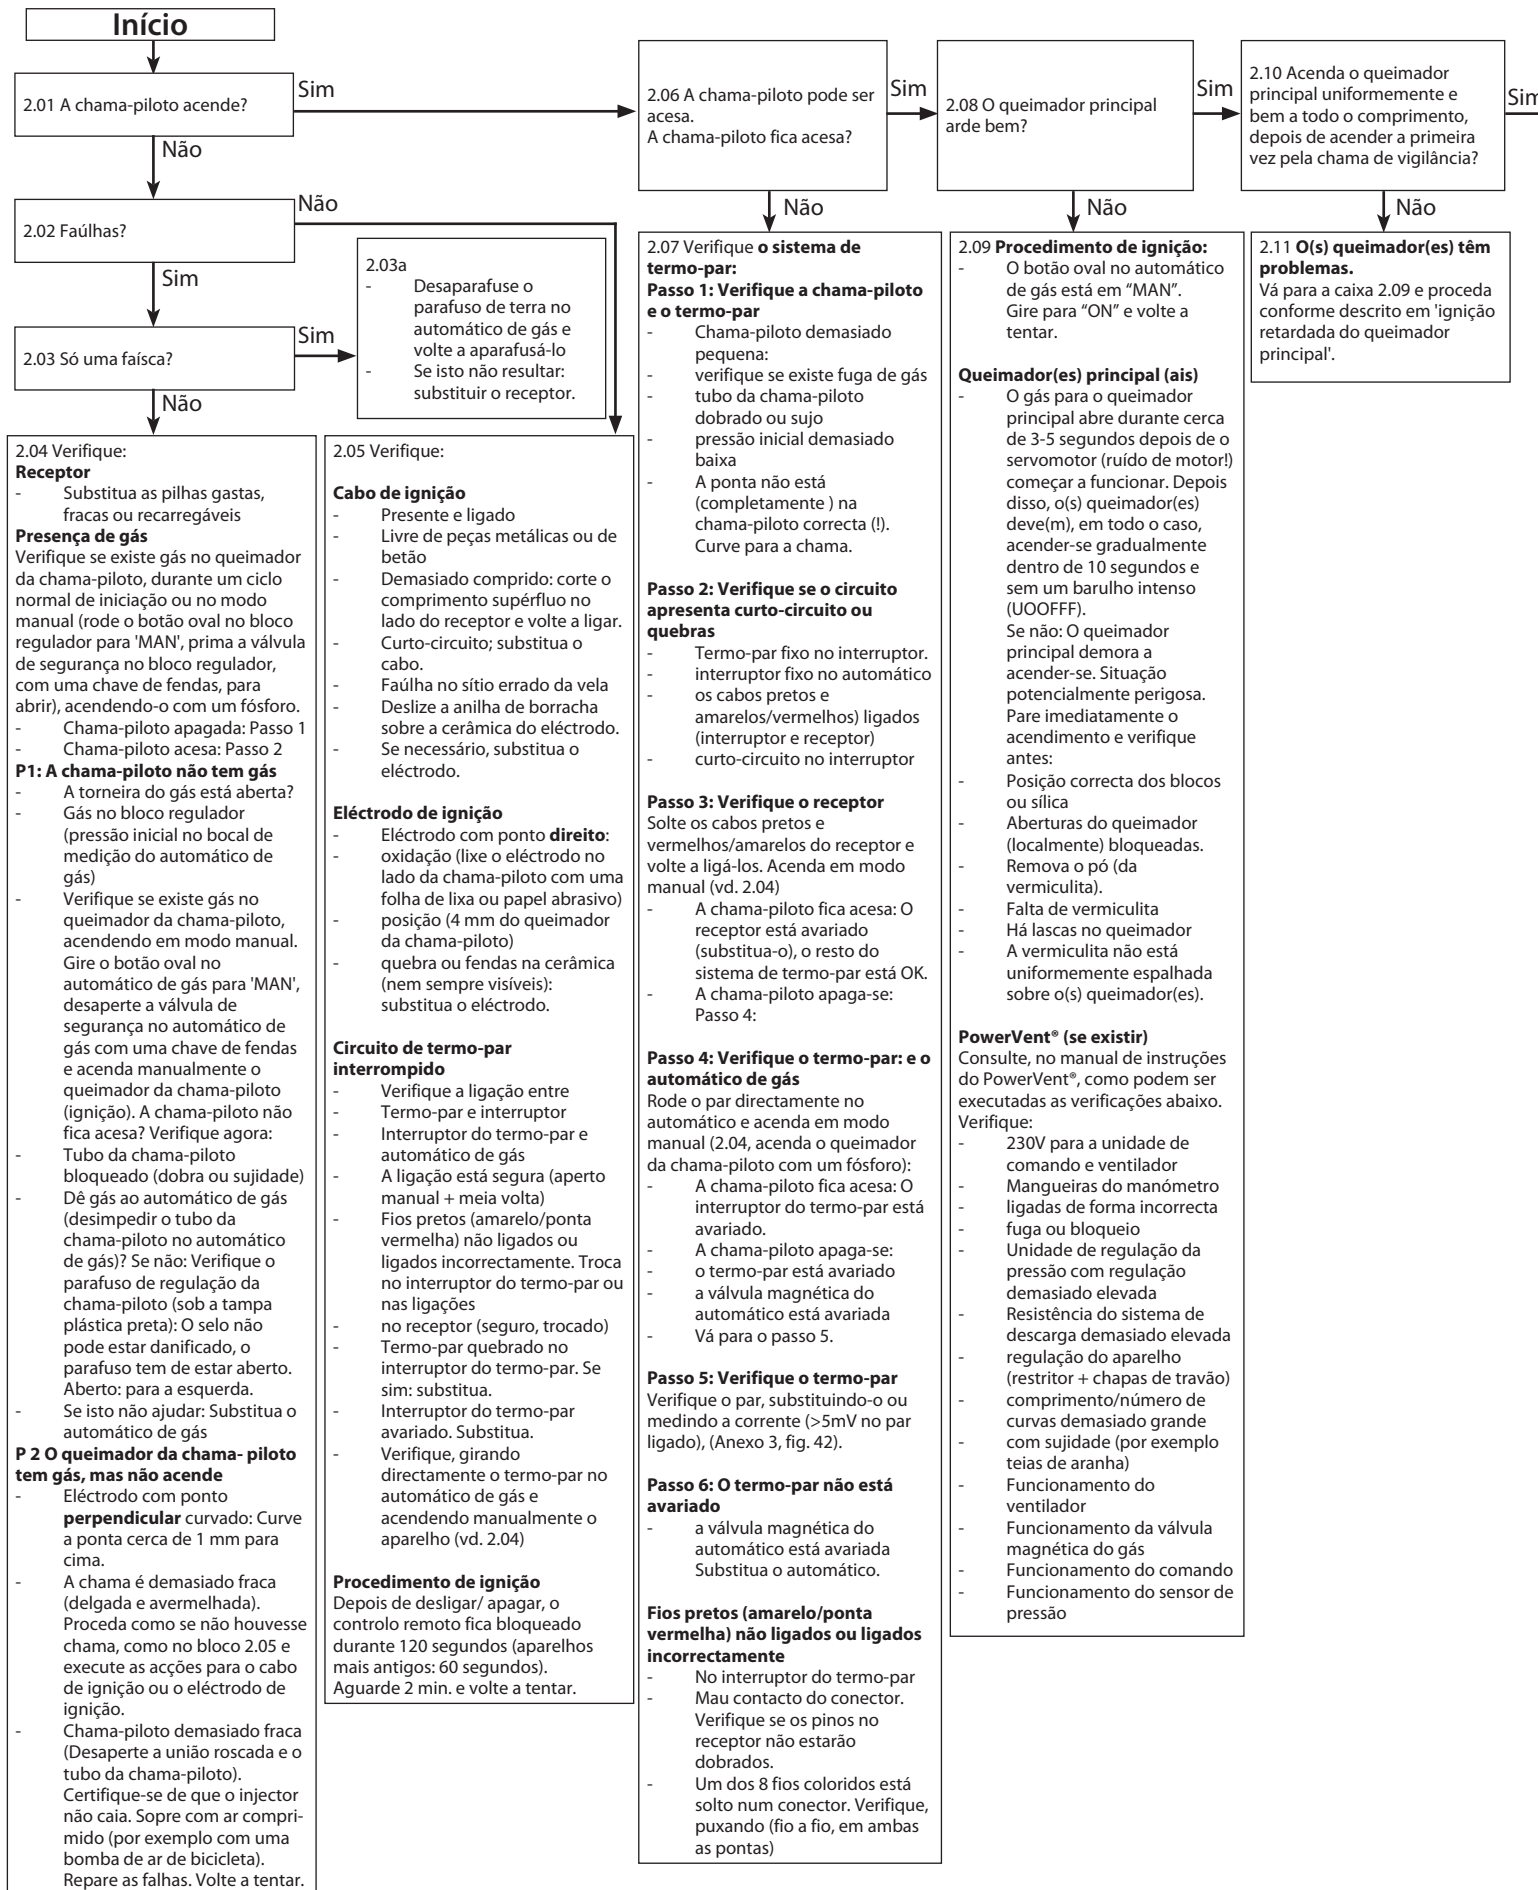 Início
2.01 A chama-piloto acende?
Sim
Não
2.02 Faúlhas?
Não
Sim
2.03 Só uma faísca?
Sim
Não
2.03a
- Desaparafuse o
parafuso de terra no
automático de gás e
volte a aparafusá-lo
- Se isto não resultar:
substituir o receptor.
2.04 Verifique:
Receptor
- Substitua as pilhas gastas,
fracas ou recarregáveis
Presença de gás
Verifique se existe gás no queimador
da chama-piloto, durante um ciclo
normal de iniciação ou no modo
manual (rode o botão oval no bloco
regulador para 'MAN', prima a válvula
de segurança no bloco regulador,
com uma chave de fendas, para
abrir), acendendo-o com um fósforo.
- Chama-piloto apagada: Passo 1
- Chama-piloto acesa: Passo 2
P1: A chama-piloto não tem gás
- A torneira do gás está aberta?
- Gás no bloco regulador
(pressão inicial no bocal de
medição do automático de
gás)
- Verifique se existe gás no
queimador da chama-piloto,
acendendo em modo manual.
Gire o botão oval no
automático de gás para 'MAN',
desaperte a válvula de
segurança no automático de
gás com uma chave de fendas
e acenda manualmente o
queimador da chama-piloto
(ignição). A chama-piloto não
fica acesa? Verifique agora:
- Tubo da chama-piloto
bloqueado (dobra ou sujidade)
- Dê gás ao automático de gás
(desimpedir o tubo da
chama-piloto no automático
de gás)? Se não: Verifique o
parafuso de regulação da
chama-piloto (sob a tampa
plástica preta): O selo não
pode estar danificado, o
parafuso tem de estar aberto.
Aberto: para a esquerda.
- Se isto não ajudar: Substitua o
automático de gás
P 2 O queimador da chama- piloto
tem gás, mas não acende
- Eléctrodo com ponto
perpendicular curvado: Curve
a ponta cerca de 1 mm para
cima.
- A chama é demasiado fraca
(delgada e avermelhada).
Proceda como se não houvesse
chama, como no bloco 2.05 e
execute as acções para o cabo
de ignição ou o eléctrodo de
ignição.
- Chama-piloto demasiado fraca
(Desaperte a união roscada e o
tubo da chama-piloto).
Certifique-se de que o injector
não caia. Sopre com ar compri-
mido (por exemplo com uma
bomba de ar de bicicleta).
Repare as falhas. Volte a tentar.
2.05 Verifique:
Cabo de ignição
- Presente e ligado
- Livre de peças metálicas ou de
betão
- Demasiado comprido: corte o
comprimento supérfluo no
lado do receptor e volte a ligar.
- Curto-circuito; substitua o
cabo.
- Faúlha no sítio errado da vela
- Deslize a anilha de borracha
sobre a cerâmica do eléctrodo.
- Se necessário, substitua o
eléctrodo.
Eléctrodo de ignição
- Eléctrodo com ponto direito:
- oxidação (lixe o eléctrodo no
lado da chama-piloto com uma
folha de lixa ou papel abrasivo)
- posição (4 mm do queimador
da chama-piloto)
- quebra ou fendas na cerâmica
(nem sempre visíveis):
substitua o eléctrodo.
Circuito de termo-par
interrompido
- Verifique a ligação entre
- Termo-par e interruptor
- Interruptor do termo-par e
automático de gás
- A ligação está segura (aperto
manual + meia volta)
- Fios pretos (amarelo/ponta
vermelha) não ligados ou
ligados incorrectamente. Troca
no interruptor do termo-par ou
nas ligações
- no receptor (seguro, trocado)
- Termo-par quebrado no
interruptor do termo-par. Se
sim: substitua.
- Interruptor do termo-par
avariado. Substitua.
- Verifique, girando
directamente o termo-par no
automático de gás e
acendendo manualmente o
aparelho (vd. 2.04)
Procedimento de ignição
Depois de desligar/ apagar, o
controlo remoto fica bloqueado
durante 120 segundos (aparelhos
mais antigos: 60 segundos).
Aguarde 2 min. e volte a tentar.
2.06 A chama-piloto pode ser
acesa.
A chama-piloto fica acesa?
Sim
Não
2.07 Verifique o sistema de
termo-par:
Passo 1: Verifique a chama-piloto
e o termo-par
- Chama-piloto demasiado
pequena:
- verifique se existe fuga de gás
- tubo da chama-piloto
dobrado ou sujo
- pressão inicial demasiado
baixa
- A ponta não está
(completamente ) na
chama-piloto correcta (!).
Curve para a chama.
Passo 2: Verifique se o circuito
apresenta curto-circuito ou
quebras
- Termo-par fixo no interruptor.
- interruptor fixo no automático
- os cabos pretos e
amarelos/vermelhos) ligados
(interruptor e receptor)
- curto-circuito no interruptor
Passo 3: Verifique o receptor
Solte os cabos pretos e
vermelhos/amarelos do receptor e
volte a ligá-los. Acenda em modo
manual (vd. 2.04)
- A chama-piloto fica acesa: O
receptor está avariado
(substitua-o), o resto do
sistema de termo-par está OK.
- A chama-piloto apaga-se:
Passo 4:
Passo 4: Verifique o termo-par: e o
automático de gás
Rode o par directamente no
automático e acenda em modo
manual (2.04, acenda o queimador
da chama-piloto com um fósforo):
- A chama-piloto fica acesa: O
interruptor do termo-par está
avariado.
- A chama-piloto apaga-se:
- o termo-par está avariado
- a válvula magnética do
automático está avariada
- Vá para o passo 5.
Passo 5: Verifique o termo-par
Verifique o par, substituindo-o ou
medindo a corrente (>5mV no par
ligado), (Anexo 3, fig. 42).
Passo 6: O termo-par não está
avariado
- a válvula magnética do
automático está avariada
Substitua o automático.
Fios pretos (amarelo/ponta
vermelha) não ligados ou ligados
incorrectamente
- No interruptor do termo-par
- Mau contacto do conector.
Verifique se os pinos no
receptor não estarão
dobrados.
- Um dos 8 fios coloridos está
solto num conector. Verifique,
puxando (fio a fio, em ambas
as pontas)
2.08 O queimador principal
arde bem?
Sim
Não
2.09 Procedimento de ignição:
- O botão oval no automático
de gás está em “MAN”.
Gire para “ON” e volte a
tentar.
Queimador(es) principal (ais)
- O gás para o queimador
principal abre durante cerca
de 3-5 segundos depois de o
servomotor (ruído de motor!)
começar a funcionar. Depois
disso, o(s) queimador(es)
deve(m), em todo o caso,
acender-se gradualmente
dentro de 10 segundos e
sem um barulho intenso
(UOOFFF).
Se não: O queimador
principal demora a
acender-se. Situação
potencialmente perigosa.
Pare imediatamente o
acendimento e verifique
antes:
- Posição correcta dos blocos
ou sílica
- Aberturas do queimador
(localmente) bloqueadas.
- Remova o pó (da
vermiculita).
- Falta de vermiculita
- Há lascas no queimador
- A vermiculita não está
uniformemente espalhada
sobre o(s) queimador(es).
PowerVent® (se existir)
Consulte, no manual de instruções
do PowerVent®, como podem ser
executadas as verificações abaixo.
Verifique:
- 230V para a unidade de
comando e ventilador
- Mangueiras do manómetro
- ligadas de forma incorrecta
- fuga ou bloqueio
- Unidade de regulação da
pressão com regulação
demasiado elevada
- Resistência do sistema de
descarga demasiado elevada
- regulação do aparelho
(restritor + chapas de travão)
- comprimento/número de
curvas demasiado grande
- com sujidade (por exemplo
teias de aranha)
- Funcionamento do
ventilador
- Funcionamento da válvula
magnética do gás
- Funcionamento do comando
- Funcionamento do sensor de
pressão
2.10 Acenda o queimador
principal uniformemente e
bem a todo o comprimento,
depois de acender a primeira
vez pela chama de vigilância?
Sim
Não
2.11 O(s) queimador(es) têm
problemas.
Vá para a caixa 2.09 e proceda
conforme descrito em 'ignição
retardada do queimador
principal'.